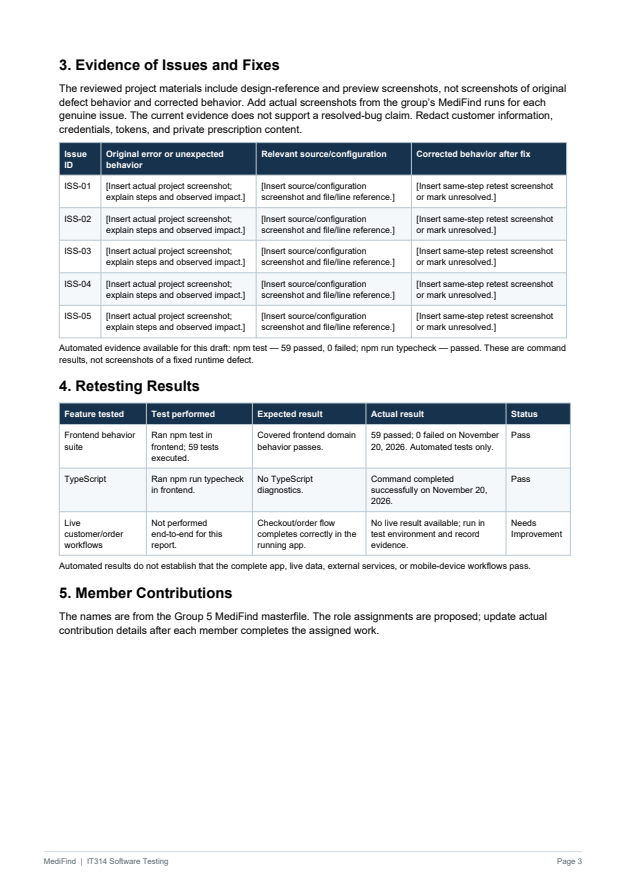 3. Evidence of Issues and Fixes
The reviewed project materials include design-reference and preview screenshots, not screenshots of original
defect behavior and corrected behavior. Add actual screenshots from the group's MediFind runs for each
genuine issue. The current evidence does not support a resolved-bug claim. Redact customer information,
credentials, tokens, and private prescription content.
Issue ID
Original error or unexpected behavior
Relevant source/configuration
Corrected behavior after fix
ISS-01
[Insert actual project screenshot;
explain steps and observed impact.]
[Insert source/configuration
screenshot and file/line reference.]
[Insert same-step retest screenshot
or mark unresolved.]
ISS-02
[Insert actual project screenshot;
explain steps and observed impact.]
[Insert source/configuration
screenshot and file/line reference.]
[Insert same-step retest screenshot
or mark unresolved.]
ISS-03
[Insert actual project screenshot;
explain steps and observed impact.]
[Insert source/configuration
screenshot and file/line reference.]
[Insert same-step retest screenshot
or mark unresolved.]
ISS-04
[Insert actual project screenshot;
explain steps and observed impact.]
[Insert source/configuration
screenshot and file/line reference.]
[Insert same-step retest screenshot
or mark unresolved.]
ISS-05
[Insert actual project screenshot;
explain steps and observed impact.]
[Insert source/configuration
screenshot and file/line reference.]
[Insert same-step retest screenshot
or mark unresolved.]
Automated evidence available for this draft: npm test — 59 passed, 0 failed; npm run typecheck — passed. These are command
results, not screenshots of a fixed runtime defect.
4. Retesting Results
Feature tested
Test performed
Expected result
Actual result
Status
Frontend behavior
suite
Ran npm test in
frontend; 59 tests
executed.
Covered frontend domain
behavior passes.
59 passed; 0 failed on November
20, 2026. Automated tests only.
Pass
TypeScript
Ran npm run typecheck
in frontend.
No TypeScript
diagnostics.
Command completed
successfully on November 20,
2026.
Pass
Live
customer/order
workflows
Not performed
end-to-end for this
report.
Checkout/order flow
completes correctly in the
running app.
No live result available; run in
test environment and record
evidence.
Needs
Improvement
Automated results do not establish that the complete app, live data, external services, or mobile-device workflows pass.
5. Member Contributions
The names are from the Group 5 MediFind masterfile. The role assignments are proposed; update actual
contribution details after each member completes the assigned work.
MediFind | IT314 Software Testing
Page 3